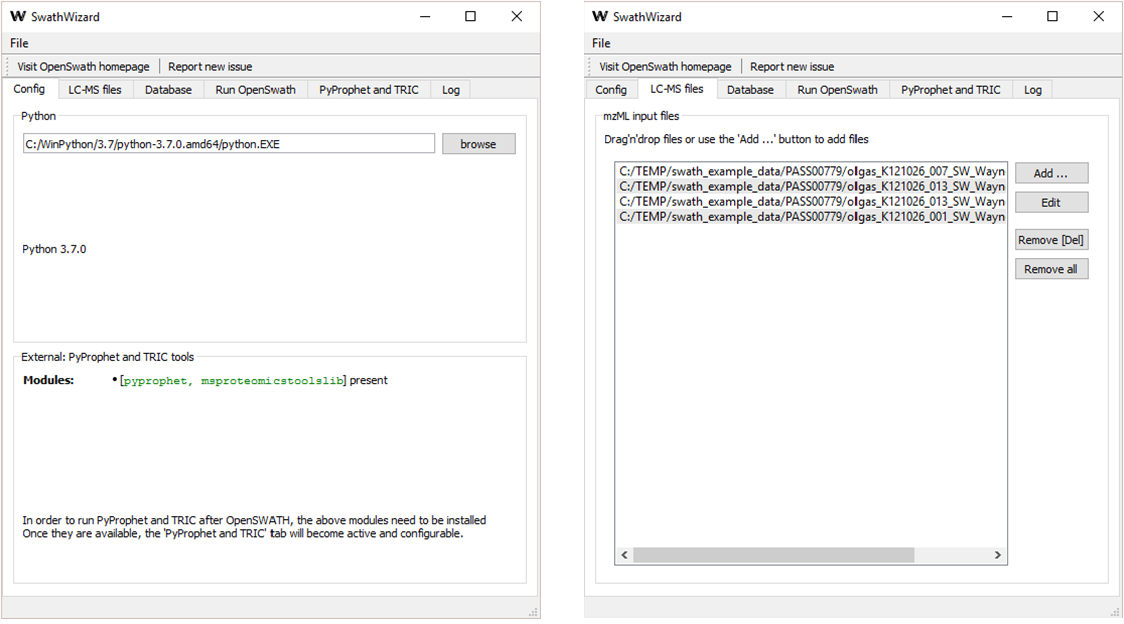 W SwathWizard
File
Visit OpenSwath homepage Report new issue
Config LC-MS files Database Run OpenSwath PyProphet and TRIC Log
Python
C:/WinPython/3.7/python-3.7.0.amd64/python.EXE browse
Python 3.7.0
External: PyProphet and TRIC tools
Modules: • [pyprophet, msproteomicstoolslib] present
In order to run PyProphet and TRIC after OpenSWATH, the above modules need to be installed
Once they are available, the 'PyProphet and TRIC' tab will become active and configurable.
W SwathWizard
File
Visit OpenSwath homepage Report new issue
Config LC-MS files Database Run OpenSwath PyProphet and TRIC Log
mzML input files
Drag'n'drop files or use the 'Add ...' button to add files
C:/TEMP/swath_example_data/PASS00779/olgas_K121026_007_SW_Wayn
C:/TEMP/swath_example_data/PASS00779/olgas_K121026_013_SW_Wayn
C:/TEMP/swath_example_data/PASS00779/olgas_K121026_013_SW_Wayn
C:/TEMP/swath_example_data/PASS00779/olgas_K121026_001_SW_Wayn
Add ...
Edit
Remove [Del]
Remove all